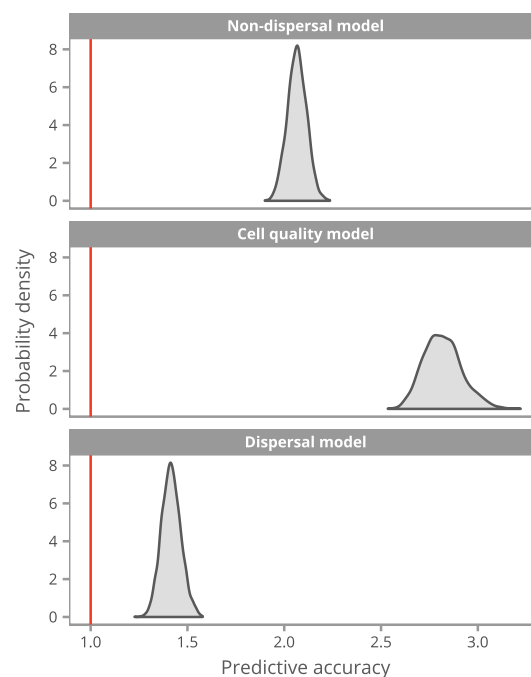 Non-dispersal model
8
6
4
2
0
Cell quality model
8
6
4
2
0
Probability density
Dispersal model
8
6
4
2
0
1.0 1.5 2.0 2.5 3.0
Predictive accuracy